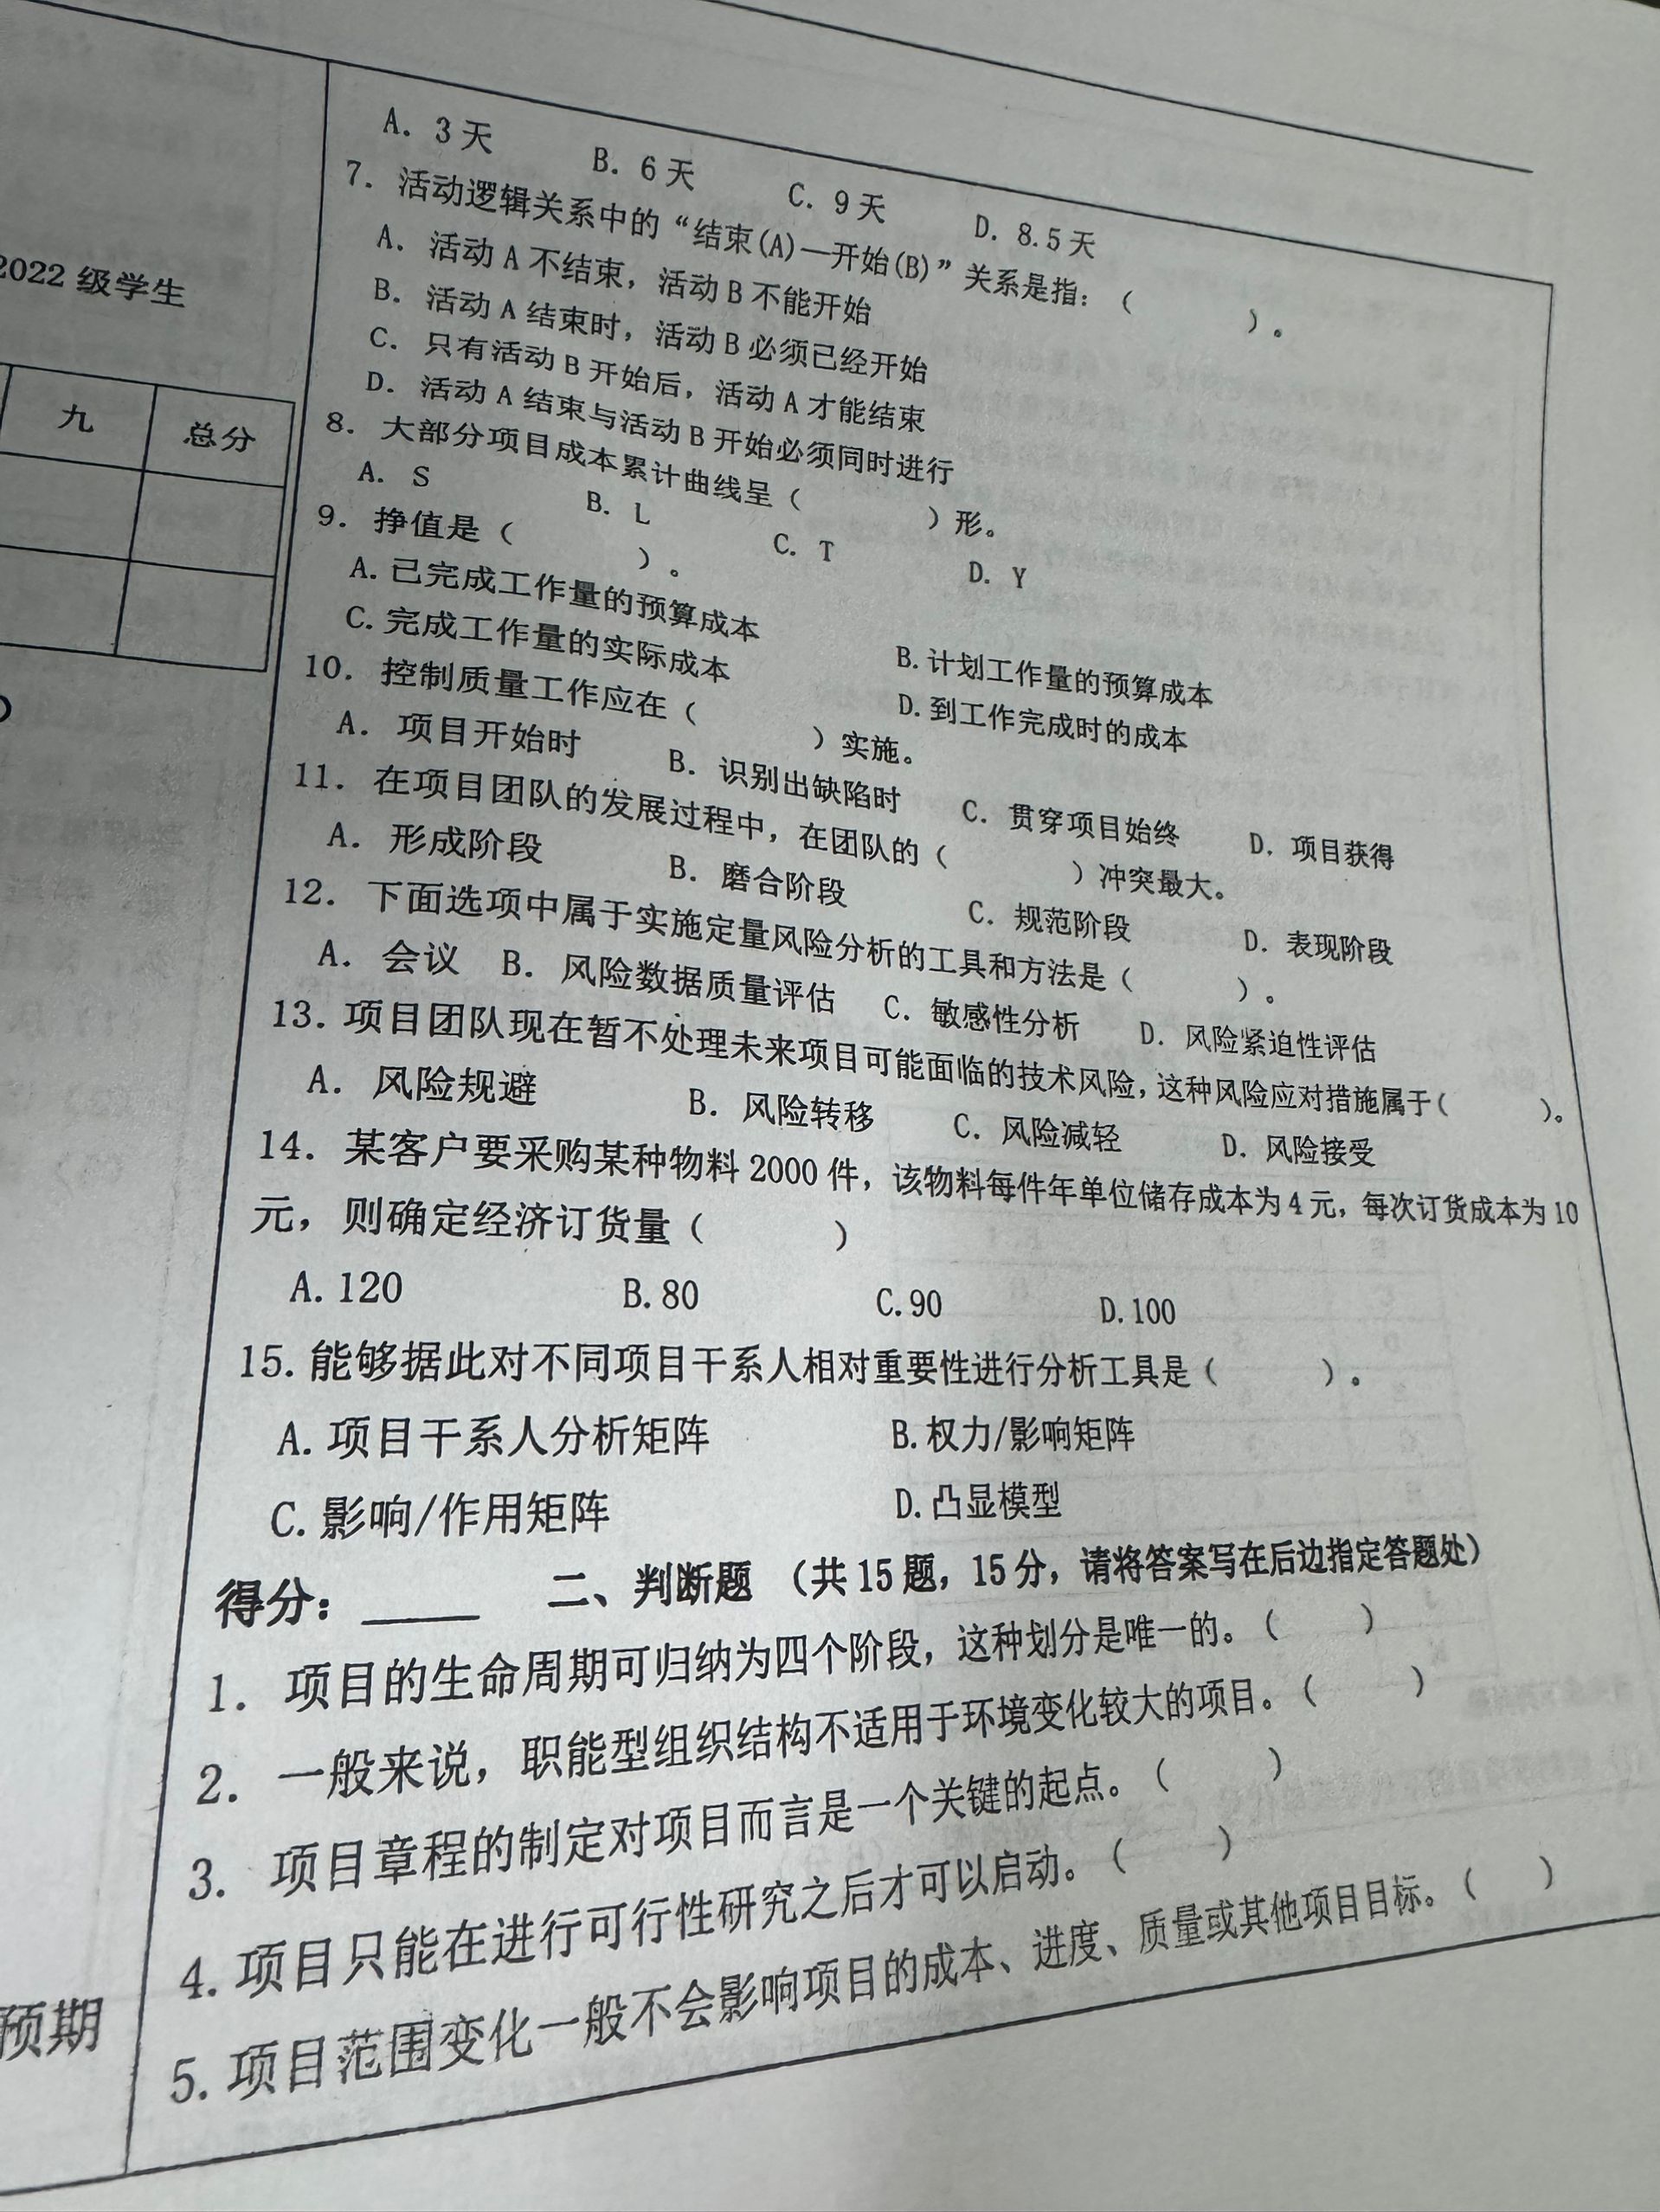 2022 级学生
九 总分
预期
A. 3天 B. 6天 C. 9天 D. 8.5天
7. 活动逻辑关系中的“结束(A)—开始(B)”关系是指：（ ）。
A. 活动A不结束，活动B不能开始
B. 活动A结束时，活动B必须已经开始
C. 只有活动B开始后，活动A才能结束
D. 活动A结束与活动B开始必须同时进行
8. 大部分项目成本累计曲线呈（ ）形。
A. S B. L C. T D. Y
9. 挣值是（ ）。
A.已完成工作量的预算成本 B.计划工作量的预算成本
C.完成工作量的实际成本 D.到工作完成时的成本
10. 控制质量工作应在（ ）实施。
A. 项目开始时 B. 识别出缺陷时 C. 贯穿项目始终 D. 项目获得
11. 在项目团队的发展过程中，在团队的（ ）冲突最大。
A. 形成阶段 B. 磨合阶段 C. 规范阶段 D. 表现阶段
12. 下面选项中属于实施定量风险分析的工具和方法是（ ）。
A. 会议 B. 风险数据质量评估 C. 敏感性分析 D. 风险紧迫性评估
13.项目团队现在暂不处理未来项目可能面临的技术风险，这种风险应对措施属于（ ）。
A. 风险规避 B. 风险转移 C. 风险减轻 D. 风险接受
14. 某客户要采购某种物料2000件，该物料每件年单位储存成本为4元，每次订货成本为10
元，则确定经济订货量（ ）
A.120 B.80 C.90 D.100
15.能够据此对不同项目干系人相对重要性进行分析工具是（ ）。
A.项目干系人分析矩阵 B.权力/影响矩阵
C.影响/作用矩阵 D.凸显模型
得分：____ 二、判断题 （共15题，15分，请将答案写在后边指定答题处）
1. 项目的生命周期可归纳为四个阶段，这种划分是唯一的。（ ）
2. 一般来说，职能型组织结构不适用于环境变化较大的项目。（ ）
3. 项目章程的制定对项目而言是一个关键的起点。（ ）
4.项目只能在进行可行性研究之后才可以启动。（ ）
5.项目范围变化一般不会影响项目的成本、进度、质量或其他项目目标。（ ）